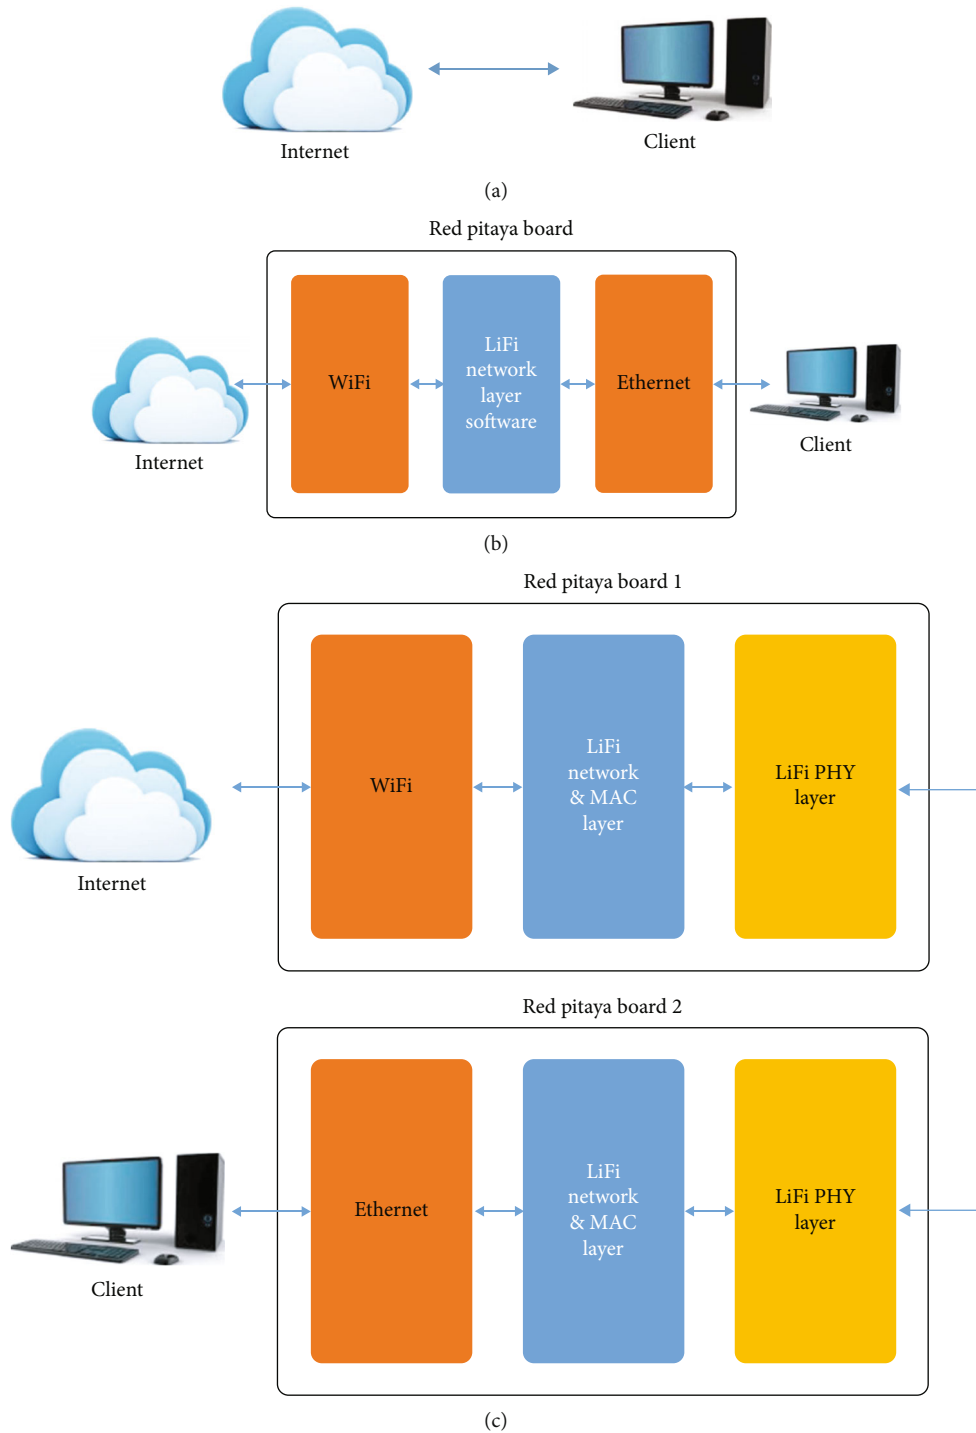 Internet
Client
(a)
Red pitaya board
WiFi
LiFi
network
layer
software
Ethernet
Internet
Client
(b)
Red pitaya board 1
WiFi
LiFi
network
& MAC
layer
LiFi PHY
layer
Internet
Red pitaya board 2
Ethernet
LiFi
network
& MAC
layer
LiFi PHY
layer
Client
(c)